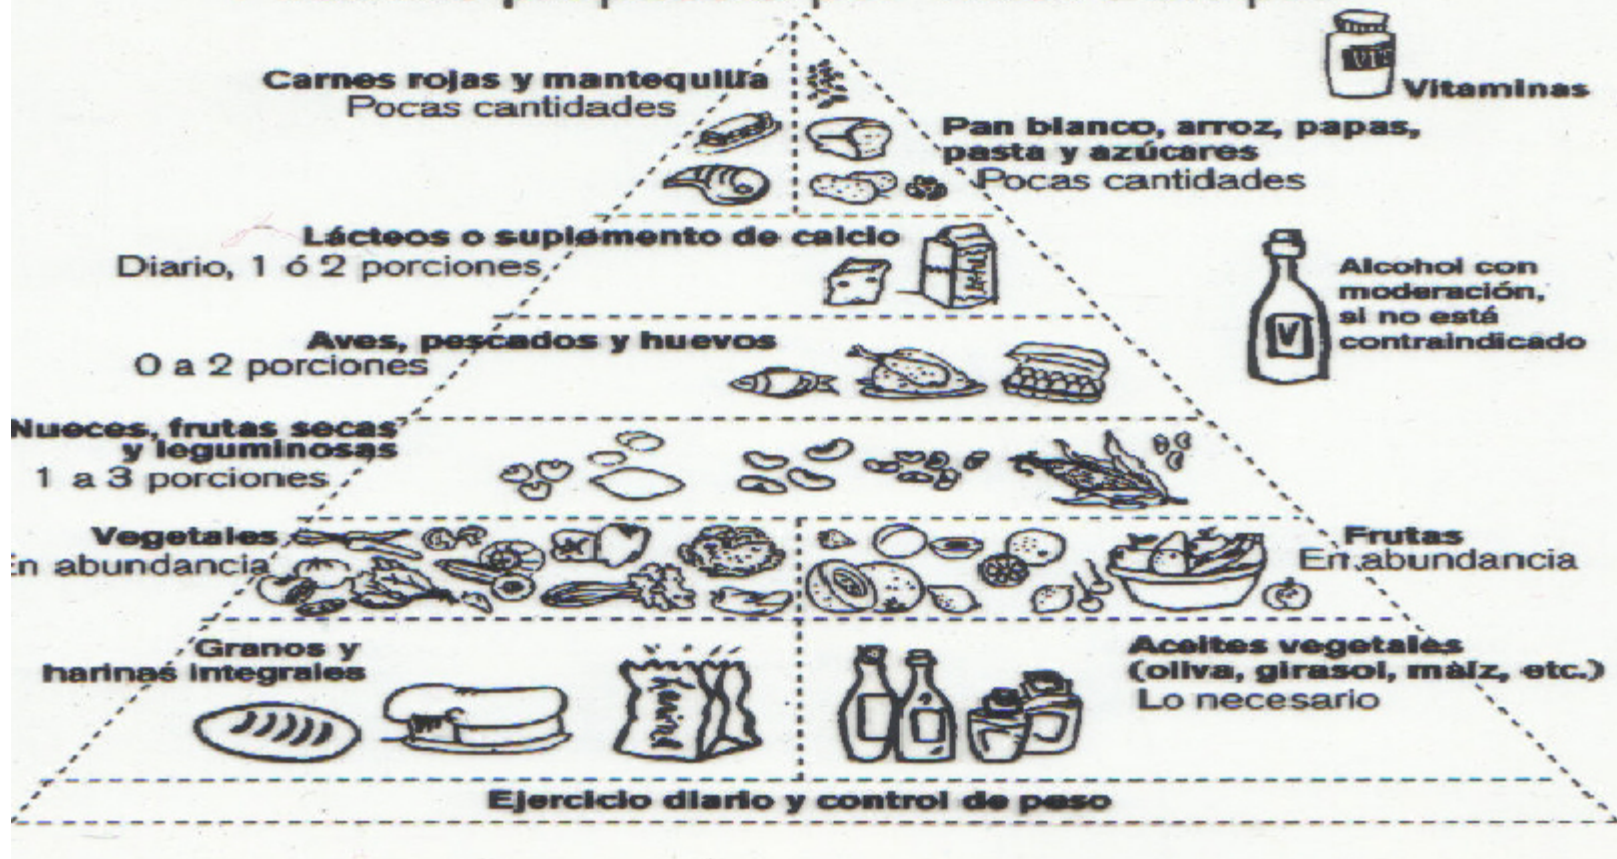 Carnes rojas y mantequilla
Pocas cantidades
VIT
Vitaminas
Pan blanco, arroz, papas,
pasta y azúcares
Pocas cantidades
Lácteos o suplemento de calcio
Diario, 1 ó 2 porciones
Alcohol con
moderación,
si no está
contraindicado
V
Aves, pescados y huevos
0 a 2 porciones
Nueces, frutas secas
y leguminosas
1 a 3 porciones
Vegetales
En abundancia
Frutas
En abundancia
Granos y
harinas integrales
Aceites vegetales
(oliva, girasol, maíz, etc.)
Lo necesario
Ejercicio diario y control de peso